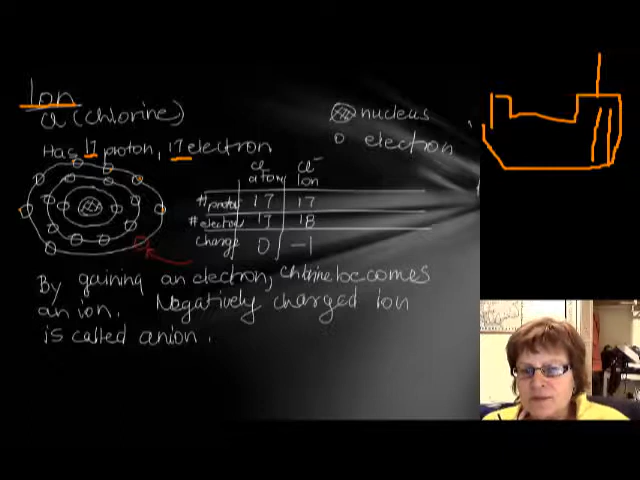 Ion
Cl (Chlorine)
Has 17 proton, 17 electron
nucleus
electron
Cl atom Cl⁻ Ion
# proton 17 17
# electron 17 18
charge 0 -1
By gaining an electron, chlorine becomes
an ion. Negatively charged ion
is called anion.